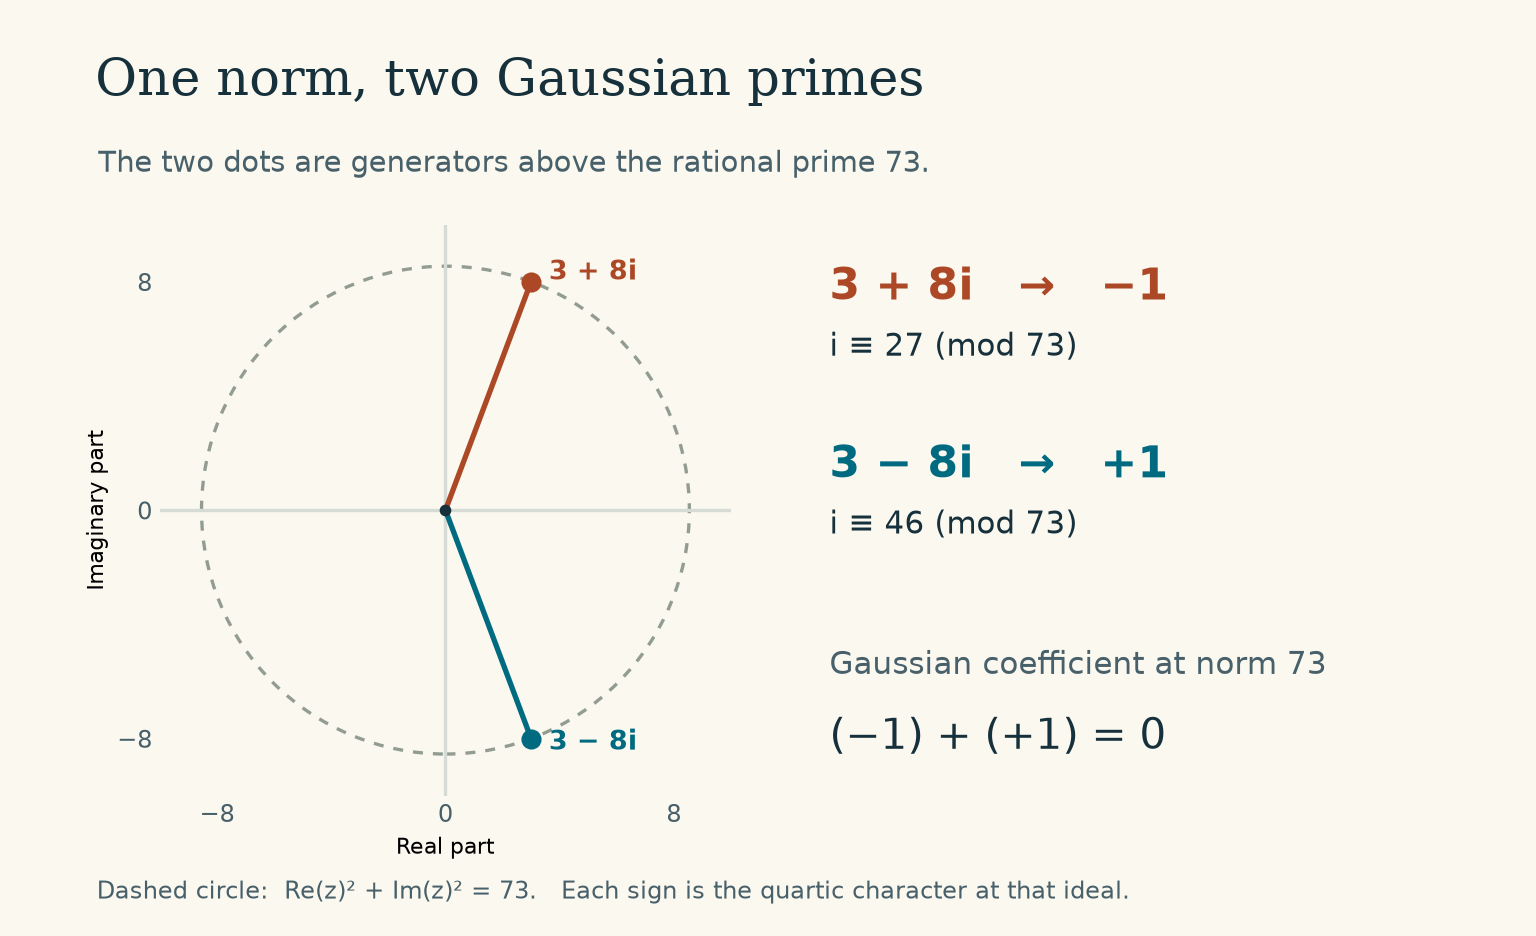 One norm, two Gaussian primes
The two dots are generators above the rational prime 73.
8
0
−8
Imaginary part
3 + 8i
3 − 8i
−8 0 8
Real part
3 + 8i → −1
i ≡ 27 (mod 73)
3 − 8i → +1
i ≡ 46 (mod 73)
Gaussian coefficient at norm 73
(−1) + (+1) = 0
Dashed circle: Re(z)² + Im(z)² = 73. Each sign is the quartic character at that ideal.